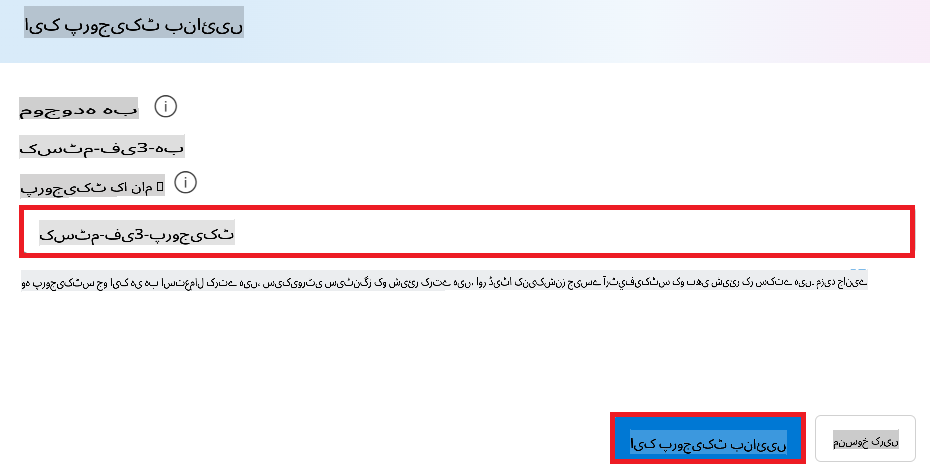 ایک پروجیکٹ بنائیں
موجودہ ہب
کسٹم-فی3-ہب
پروجیکٹ کا نام
کسٹم-فی3-پروجیکٹ
وہ پروجیکٹس جو ایک ہی ہب استعمال کرتے ہیں، سیکیورٹی سیٹنگز کو شیئر کرتے ہیں، اور ڈیٹا کنیکشنز جیسے آرٹیفیکٹس کو بھی شیئر کر سکتے ہیں۔ مزید جانیے
ایک پروجیکٹ بنائیں
منسوخ کریں